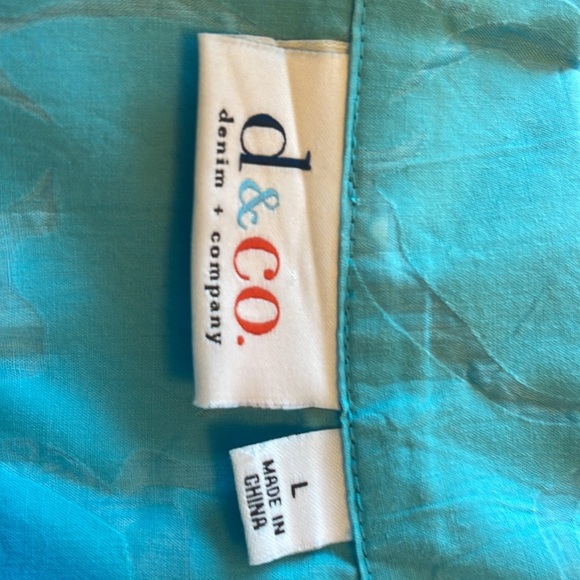 d&CO.
denim + company
L
MADE IN
CHINA